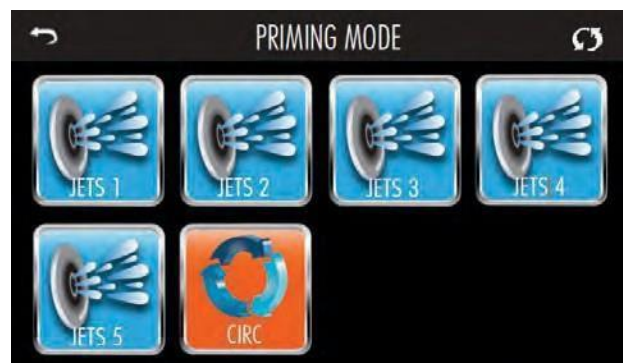 PRIMING MODE
JETS 1
JETS 2
JETS 3
JETS 4
JETS 5
CIRC